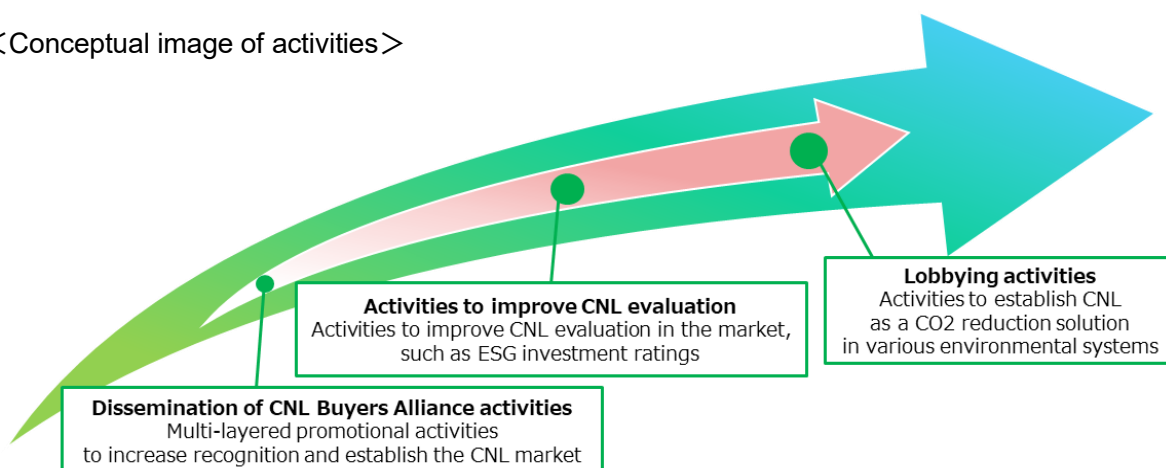 ＜Conceptual image of activities＞
Lobbying activities
Activities to establish CNL
as a CO2 reduction solution
in various environmental systems
Activities to improve CNL evaluation
Activities to improve CNL evaluation in the market,
such as ESG investment ratings
Dissemination of CNL Buyers Alliance activities
Multi-layered promotional activities
to increase recognition and establish the CNL market